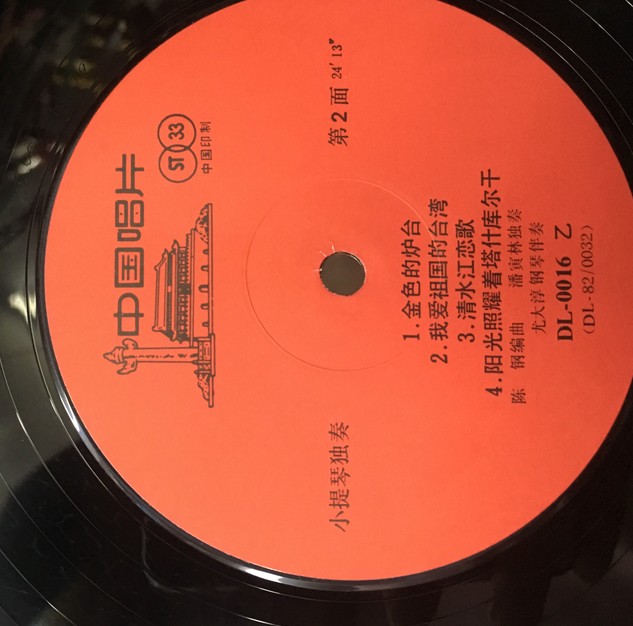 中国唱片
ST 33
中国印制
小提琴独奏
第2面 24′13″
1.金色的炉台
2.我爱祖国的台湾
3.清水江恋歌
4.阳光照耀着塔什库尔干
陈 钢编曲 潘寅林独奏
尤大淳钢琴伴奏
DL-0016 乙
(DL-82/0032)